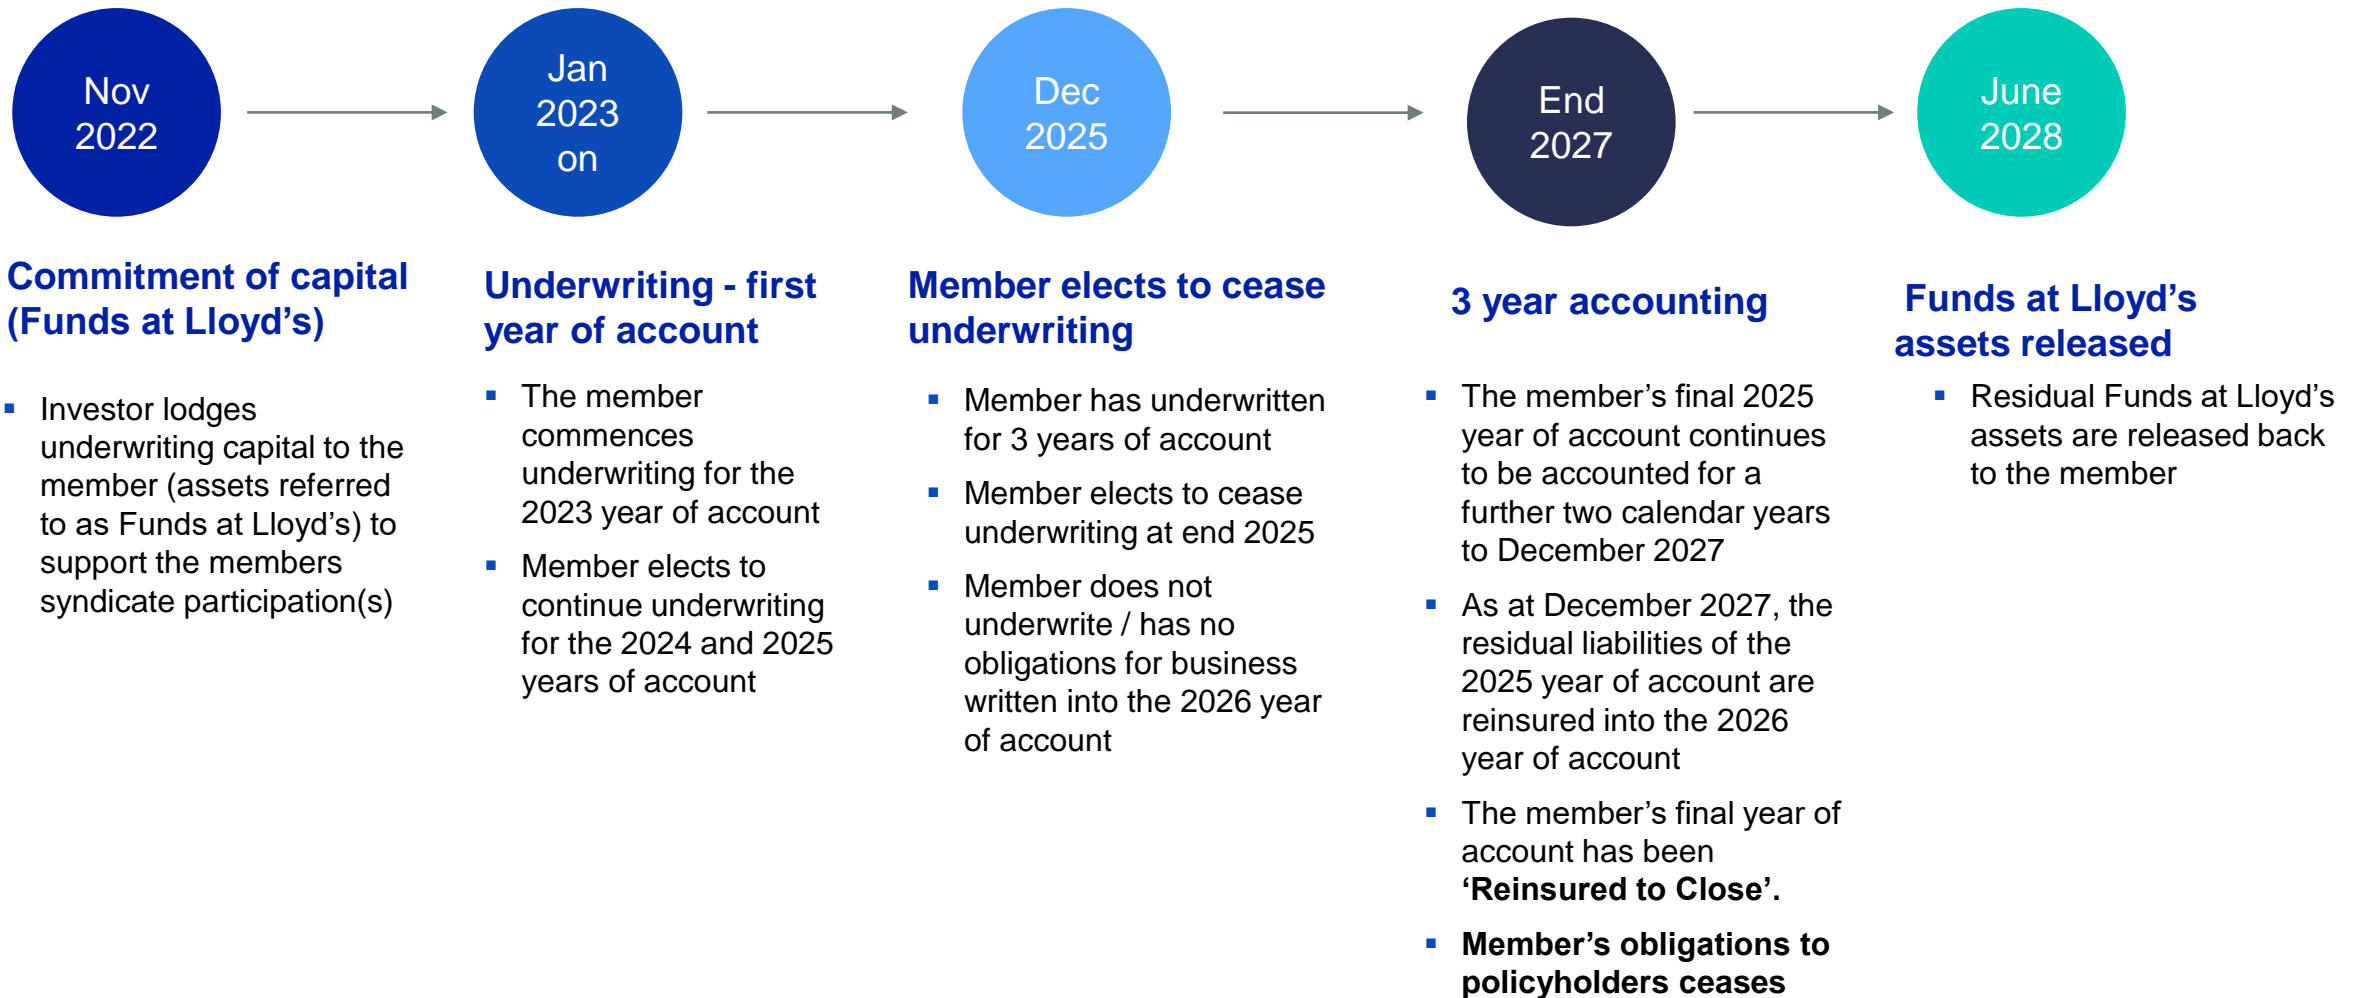 Nov
2022
Jan
2023
on
Dec
2025
End
2027
June
2028
Commitment of capital
(Funds at Lloyd’s)
▪ Investor lodges
underwriting capital to the
member (assets referred
to as Funds at Lloyd’s) to
support the members
syndicate participation(s)
Underwriting - first
year of account
▪ The member
commences
underwriting for the
2023 year of account
▪ Member elects to
continue underwriting
for the 2024 and 2025
years of account
Member elects to cease
underwriting
▪ Member has underwritten
for 3 years of account
▪ Member elects to cease
underwriting at end 2025
▪ Member does not
underwrite / has no
obligations for business
written into the 2026 year
of account
3 year accounting
▪ The member’s final 2025
year of account continues
to be accounted for a
further two calendar years
to December 2027
▪ As at December 2027, the
residual liabilities of the
2025 year of account are
reinsured into the 2026
year of account
▪ The member’s final year of
account has been
‘Reinsured to Close’.
▪ Member’s obligations to
policyholders ceases
Funds at Lloyd’s
assets released
▪ Residual Funds at Lloyd’s
assets are released back
to the member